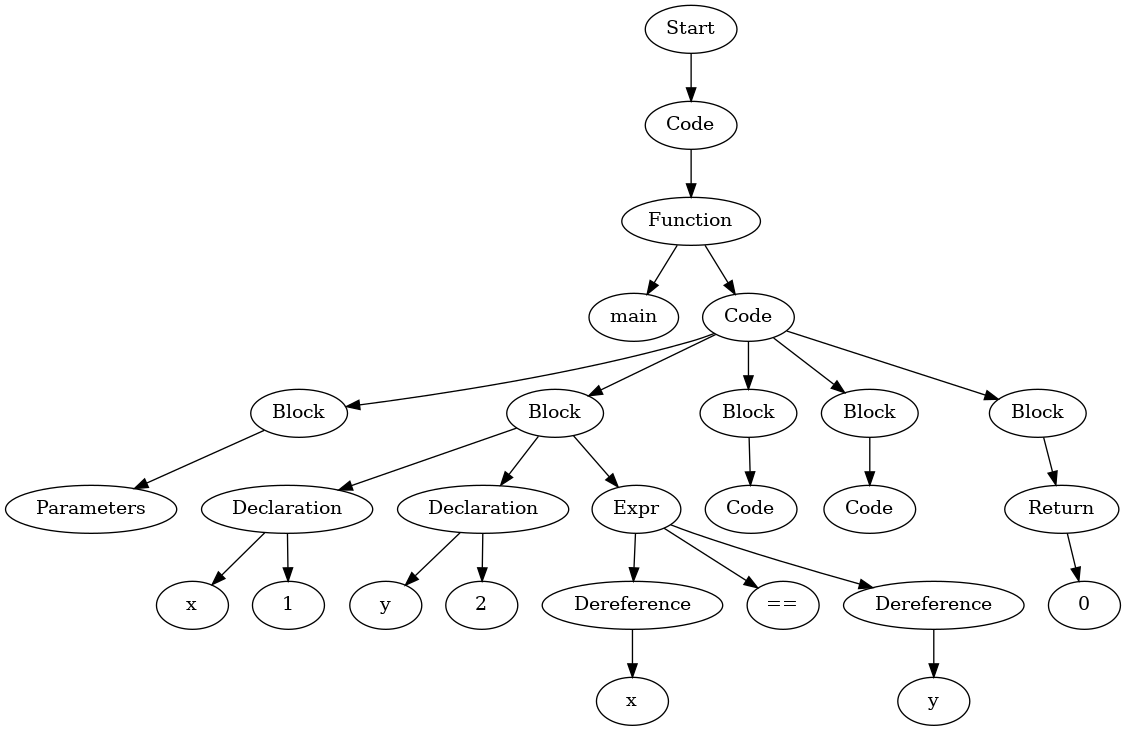 Start
Code
Function
main
Code
Block
Block
Block
Block
Block
Parameters
Declaration
Declaration
Expr
Code
Code
Return
x
1
y
2
Dereference
==
Dereference
0
x
y